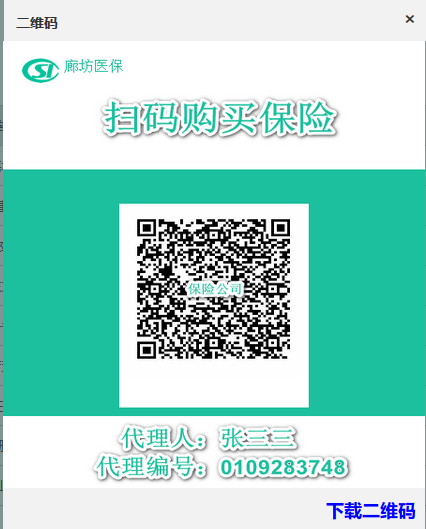 二维码
×
廊坊医保
扫码购买保险
保险公司
代理人：张三三
代理编号：0109283748
下载二维码